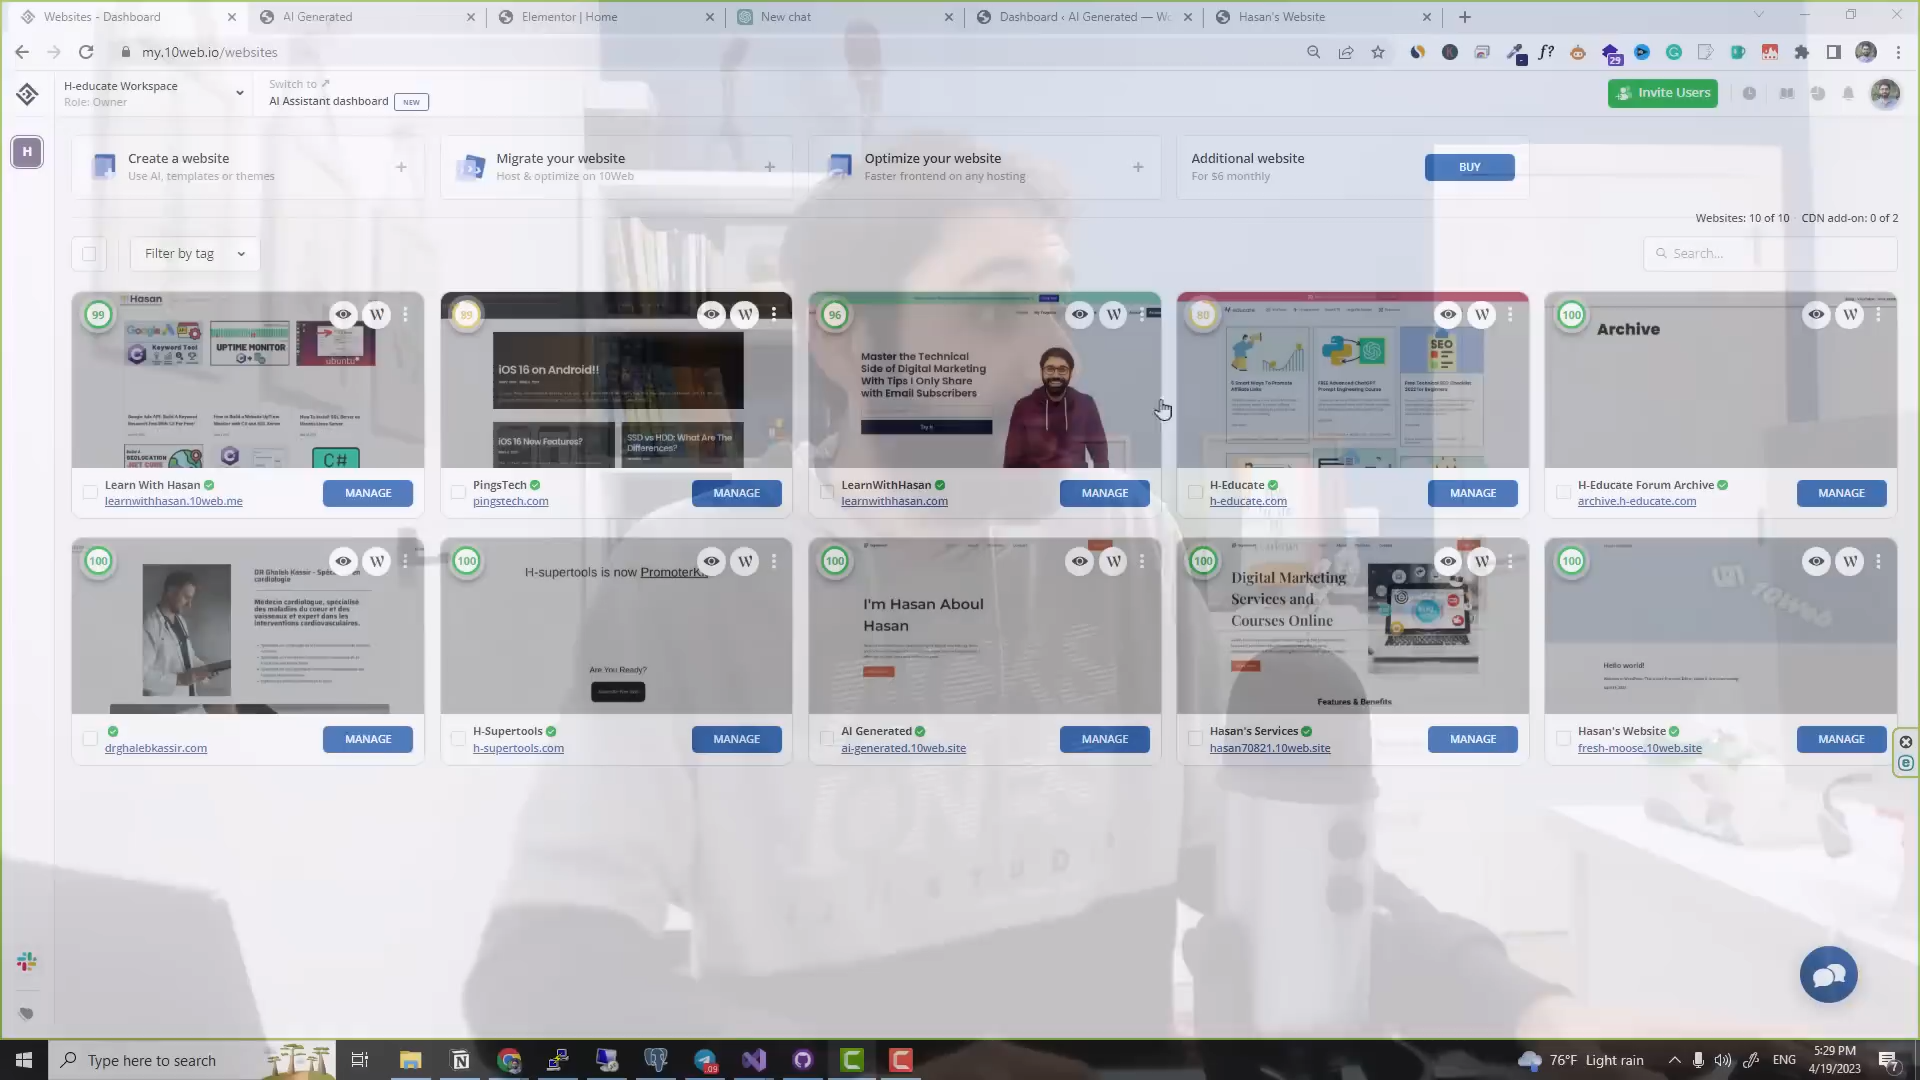 Websites - Dashboard
AI Generated
Elementor | Home
New chat
Dashboard ‹ AI Generated — Wo
Hasan's Website
my.10web.io/websites
29
H-educate Workspace
Role: Owner
Switch to
AI Assistant dashboard
NEW
Invite Users
H
Create a website
Use AI, templates or themes
Migrate your website
Host & optimize on 10Web
Optimize your website
Faster frontend on any hosting
Additional website
For $6 monthly
BUY
Websites: 10 of 10
CDN add-on: 0 of 2
Filter by tag
Search...
99
Hasan
Keyword Tool
UPTIME MONITOR
ubuntu
C#
Learn With Hasan
learnwithhasan.10web.me
MANAGE
89
iOS 16 on Android!!
iOS 16 New Features?
SSD vs HDD: What Are The
Differences?
PingsTech
pingstech.com
MANAGE
96
Master the Technical
Side of Digital Marketing
With Tips I Only Share
with Email Subscribers
LearnWithHasan
learnwithhasan.com
MANAGE
80
SEO
H-Educate
h-educate.com
MANAGE
100
Archive
H-Educate Forum Archive
archive.h-educate.com
MANAGE
100
drghalebkassir.com
MANAGE
100
H-supertools is now
Are You Ready?
H-Supertools
h-supertools.com
MANAGE
100
I'm Hasan Aboul
Hasan
AI Generated
ai-generated.10web.site
MANAGE
100
Digital Marketing
Services and
Courses Online
Features & Benefits
Hasan's Services
hasan70821.10web.site
MANAGE
100
10Web
Hello world!
Hasan's Website
fresh-moose.10web.site
MANAGE
Type here to search
.09
76°F Light rain
ENG
5:29 PM
4/19/2023
7